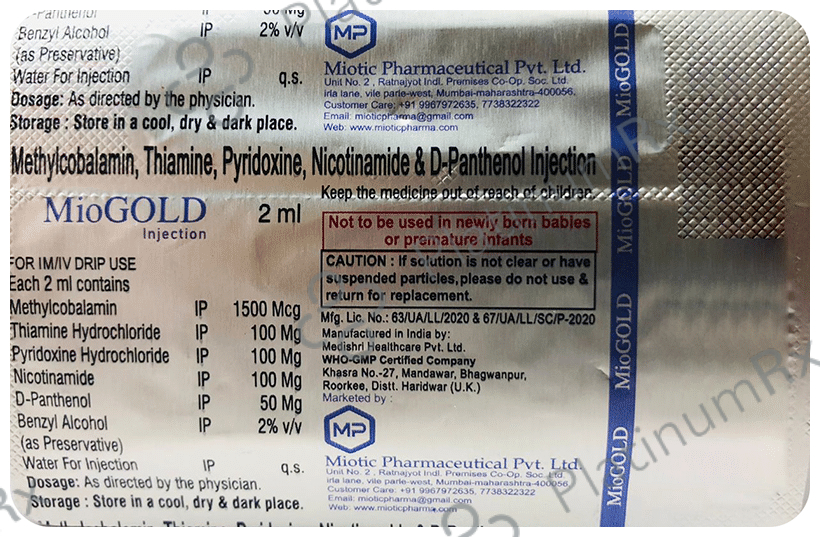 D-Panthenol 50 Mg
Benzyl Alcohol IP 2% v/v
(as Preservative)
Water For Injection IP q.s.
Dosage: As directed by the physician.
Storage : Store in a cool, dry & dark place.
MP
Miotic Pharmaceutical Pvt. Ltd.
Unit No. 2 , Ratnajyot Indl. Premises Co-Op. Soc. Ltd.
irla lane, vile parle-west, Mumbai-maharashtra-400056,
Customer Care: +91 9967972635, 7738322322
Email: mioticpharma@gmail.com
Web: www.mioticpharma.com
Methylcobalamin, Thiamine, Pyridoxine, Nicotinamide & D-Panthenol Injection
MioGOLD 2 ml
Injection
FOR IM/IV DRIP USE
Each 2 ml contains
Methylcobalamin IP 1500 Mcg
Thiamine Hydrochloride IP 100 Mg
Pyridoxine Hydrochloride IP 100 Mg
Nicotinamide IP 100 Mg
D-Panthenol IP 50 Mg
Benzyl Alcohol IP 2% v/v
(as Preservative)
Water For Injection IP q.s.
Dosage: As directed by the physician.
Storage : Store in a cool, dry & dark place.
Keep the medicine out of reach of children
Not to be used in newly born babies
or premature infants
CAUTION : If solution is not clear or have
suspended particles,please do not use &
return for replacement.
Mfg. Lic. No.: 63/UA/LL/2020 & 67/UA/LL/SC/P-2020
Manufactured in India by:
Medishri Healthcare Pvt. Ltd.
WHO-GMP Certified Company
Khasra No.-27, Mandawar, Bhagwanpur,
Roorkee, Distt. Haridwar (U.K.)
Marketed by :
MP
Miotic Pharmaceutical Pvt. Ltd.
Unit No. 2 , Ratnajyot Indl. Premises Co-Op. Soc. Ltd.
irla lane, vile parle-west, Mumbai-maharashtra-400056,
Customer Care: +91 9967972635, 7738322322
Email: mioticpharma@gmail.com
Web: www.mioticpharma.com
MioGOLD
MioGOLD
MioGOLD
MioGOLD
MioGOLD
PlatinumRx
PlatinumRx
PlatinumRx